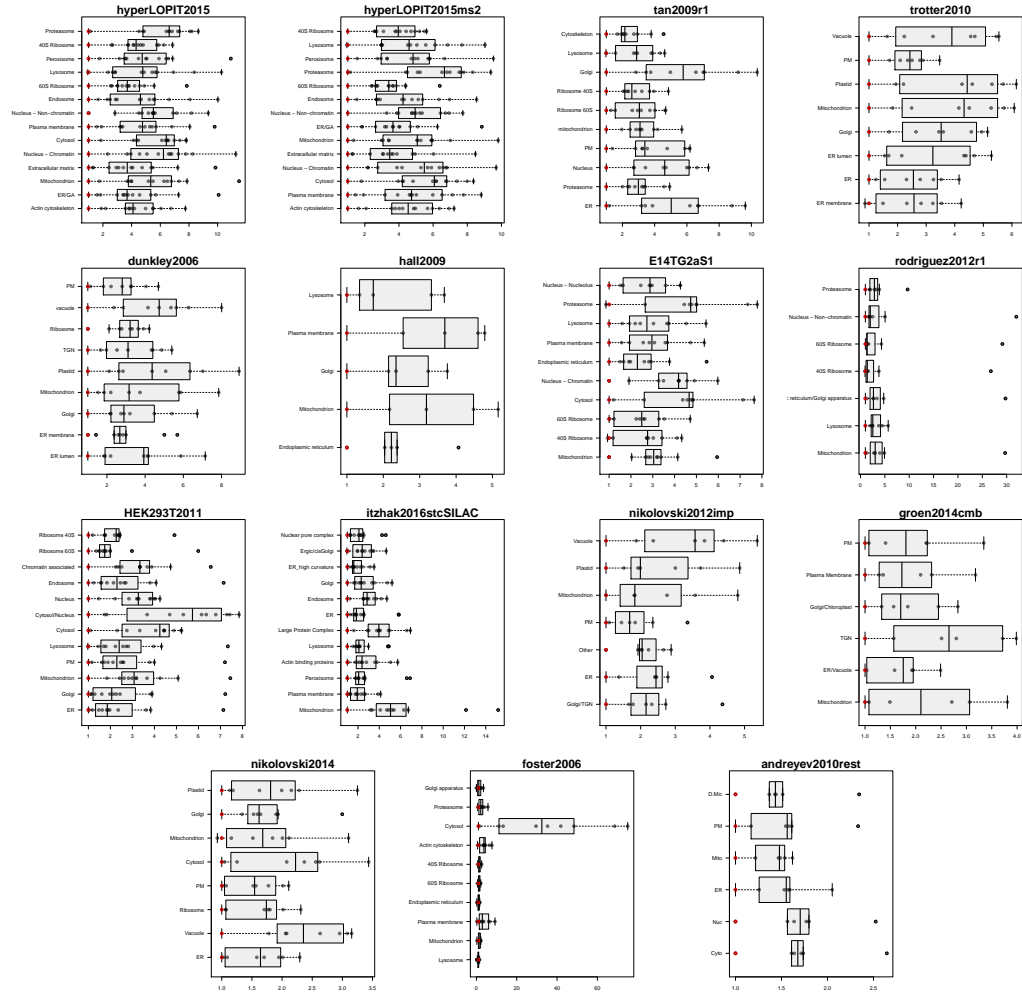 hyperLOPIT2015
Proteasome
40S Ribosome
Peroxisome
Lysosome
60S Ribosome
Endosome
Nucleus − Non−chromatin
Plasma membrane
Cytosol
Nucleus − Chromatin
Extracellular matrix
Mitochondrion
ER/GA
Actin cytoskeleton
2 4 6 8 10
hyperLOPIT2015ms2
40S Ribosome
Lysosome
Peroxisome
Proteasome
60S Ribosome
Endosome
Nucleus − Non−chromatin
ER/GA
Mitochondrion
Extracellular matrix
Nucleus − Chromatin
Cytosol
Plasma membrane
Actin cytoskeleton
2 4 6 8 10
tan2009r1
Cytoskeleton
Lysosome
Golgi
Ribosome 40S
Ribosome 60S
mitochondrion
PM
Nucleus
Proteasome
ER
2 4 6 8 10
trotter2010
Vacuole
PM
Plastid
Mitochondrion
Golgi
ER lumen
ER
ER membrane
1 2 3 4 5 6
dunkley2006
PM
vacuole
Ribosome
TGN
Plastid
Mitochondrion
Golgi
ER membrane
ER lumen
2 4 6 8
hall2009
Lysosome
Plasma membrane
Golgi
Mitochondrion
Endoplasmic reticulum
1 2 3 4 5
E14TG2aS1
Nucleus − Nucleolus
Proteasome
Lysosome
Plasma membrane
Endoplasmic reticulum
Nucleus − Chromatin
Cytosol
60S Ribosome
40S Ribosome
Mitochondrion
1 2 3 4 5 6 7 8
rodriguez2012r1
Proteasome
Nucleus − Non−chromatin
60S Ribosome
40S Ribosome
: reticulum/Golgi apparatus
Lysosome
Mitochondrion
0 5 10 15 20 25 30
HEK293T2011
Ribosome 40S
Ribosome 60S
Chromatin associated
Endosome
Nucleus
Cytosol/Nucleus
Cytosol
Lysosome
PM
Mitochondrion
Golgi
ER
1 2 3 4 5 6 7 8
itzhak2016stcSILAC
Nuclear pore complex
Ergic/cisGolgi
ER_high curvature
Golgi
Endosome
ER
Large Protein Complex
Lysosome
Actin binding proteins
Peroxisome
Plasma membrane
Mitochondrion
2 4 6 8 10 12 14
nikolovski2012imp
Vacuole
Plastid
Mitochondrion
PM
Other
ER
Golgi/TGN
1 2 3 4 5
groen2014cmb
PM
Plasma Membrane
Golgi/Chloroplast
TGN
ER/Vacuole
Mitochondrion
1.0 1.5 2.0 2.5 3.0 3.5 4.0
nikolovski2014
Plastid
Golgi
Mitochondrion
Cytosol
PM
Ribosome
Vacuole
ER
1.0 1.5 2.0 2.5 3.0 3.5
foster2006
Golgi apparatus
Proteasome
Cytosol
Actin cytoskeleton
40S Ribosome
60S Ribosome
Endoplasmic reticulum
Plasma membrane
Mitochondrion
Lysosome
0 20 40 60
andreyev2010rest
D.Mic
PM
Mito
ER
Nuc
Cyto
1.0 1.5 2.0 2.5